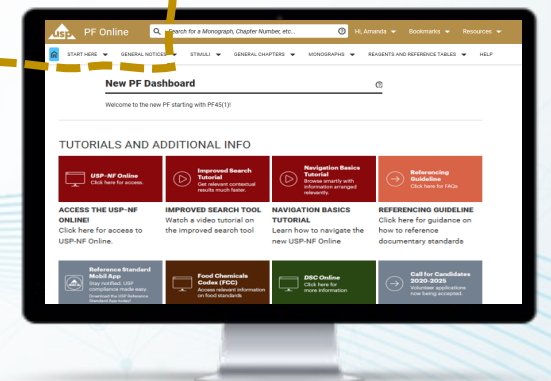 usp PF Online Search for a Monograph, Chapter Number, etc... Hi, Amanda Bookmarks Resources
START HERE GENERAL NOTICES STIMULI GENERAL CHAPTERS MONOGRAPHS REAGENTS AND REFERENCE TABLES HELP
New PF Dashboard
Welcome to the new PF starting with PF45(1)!
TUTORIALS AND ADDITIONAL INFO
USP-NF Online
Click here for access.
Improved Search
Tutorial
Get relevant contextual
results much faster.
Navigation Basics
Tutorial
Browse smartly with
information arranged
relevantly.
Referencing
Guideline
Click here for FAQs
ACCESS THE USP-NF
ONLINE!
Click here for access to
USP-NF Online.
IMPROVED SEARCH TOOL
Watch a video tutorial on
the improved search tool
NAVIGATION BASICS
TUTORIAL
Learn how to navigate the
new USP-NF Online
REFERENCING GUIDELINE
Click here for guidance on
how to reference
documentary standards
Reference Standard
Mobil App
Stay notified. USP
compliance made easy.
Download the USP Reference
Standard App today!
Food Chemicals
Codex (FCC)
Access relevant information
on food standards
DSC Online
Click here for
more information
Call for Candidates
2020-2025
Volunteer applications
now being accepted.